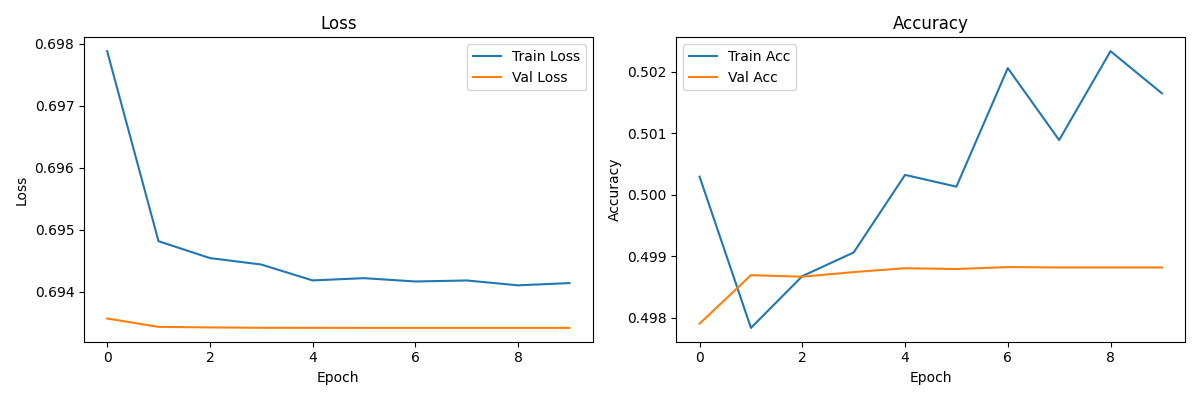 Loss
0.698
0.697
0.696
0.695
0.694
Loss
0 2 4 6 8
Epoch
Train Loss
Val Loss
Accuracy
0.502
0.501
0.500
0.499
0.498
Accuracy
0 2 4 6 8
Epoch
Train Acc
Val Acc